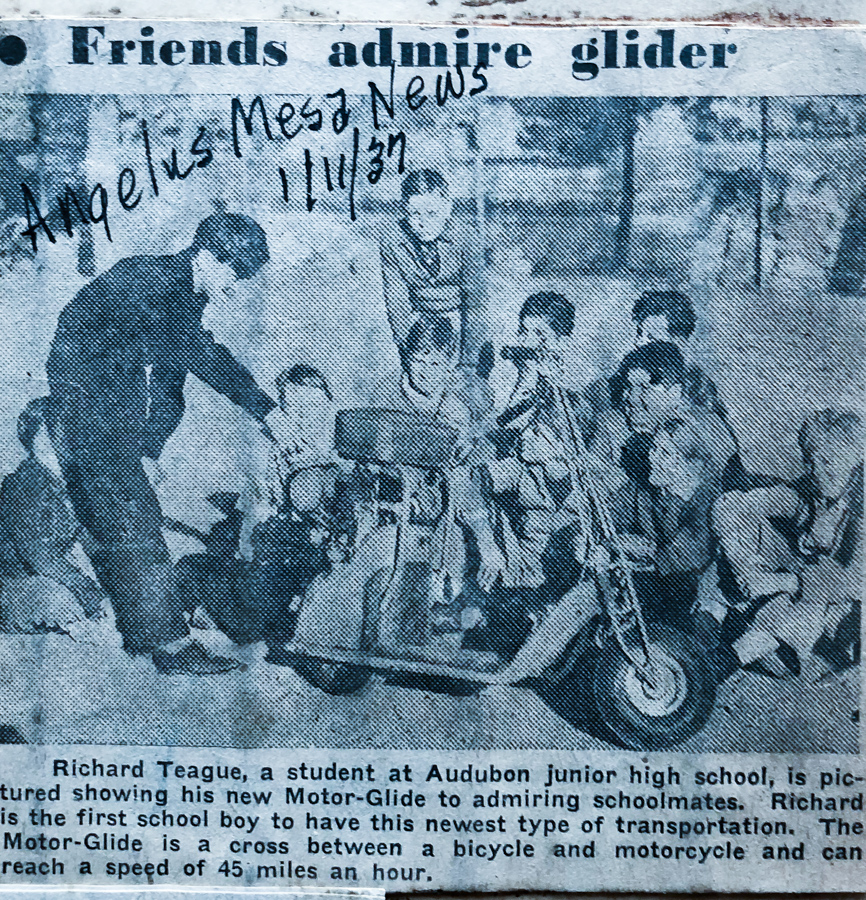 ● Friends admire glider
Angelus Mesa News
1/11/37
Richard Teague, a student at Audubon junior high school, is pic-
tured showing his new Motor-Glide to admiring schoolmates. Richard
is the first school boy to have this newest type of transportation. The
Motor-Glide is a cross between a bicycle and motorcycle and can
reach a speed of 45 miles an hour.